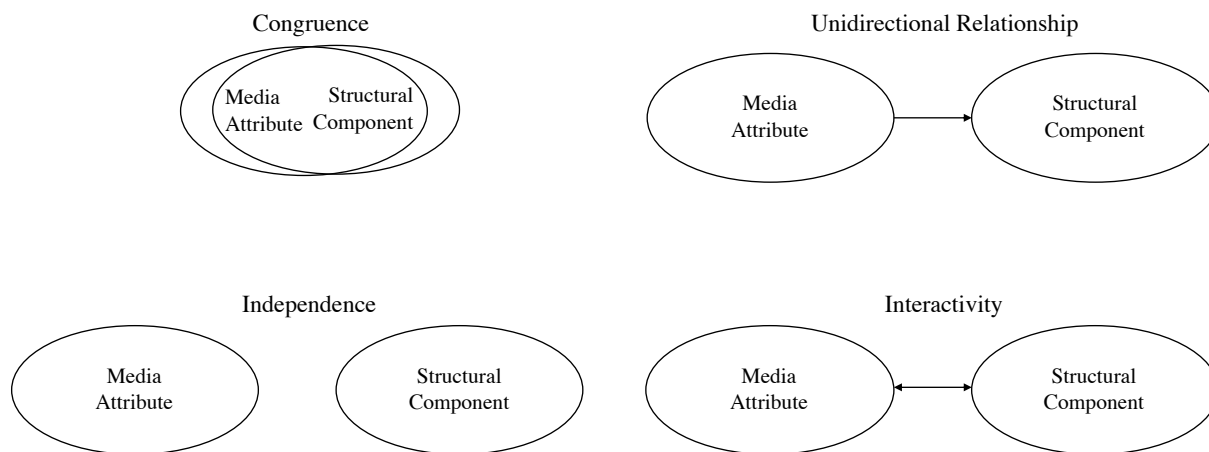 Congruence
Media
Attribute
Structural
Component
Unidirectional Relationship
Media
Attribute
Structural
Component
Independence
Media
Attribute
Structural
Component
Interactivity
Media
Attribute
Structural
Component